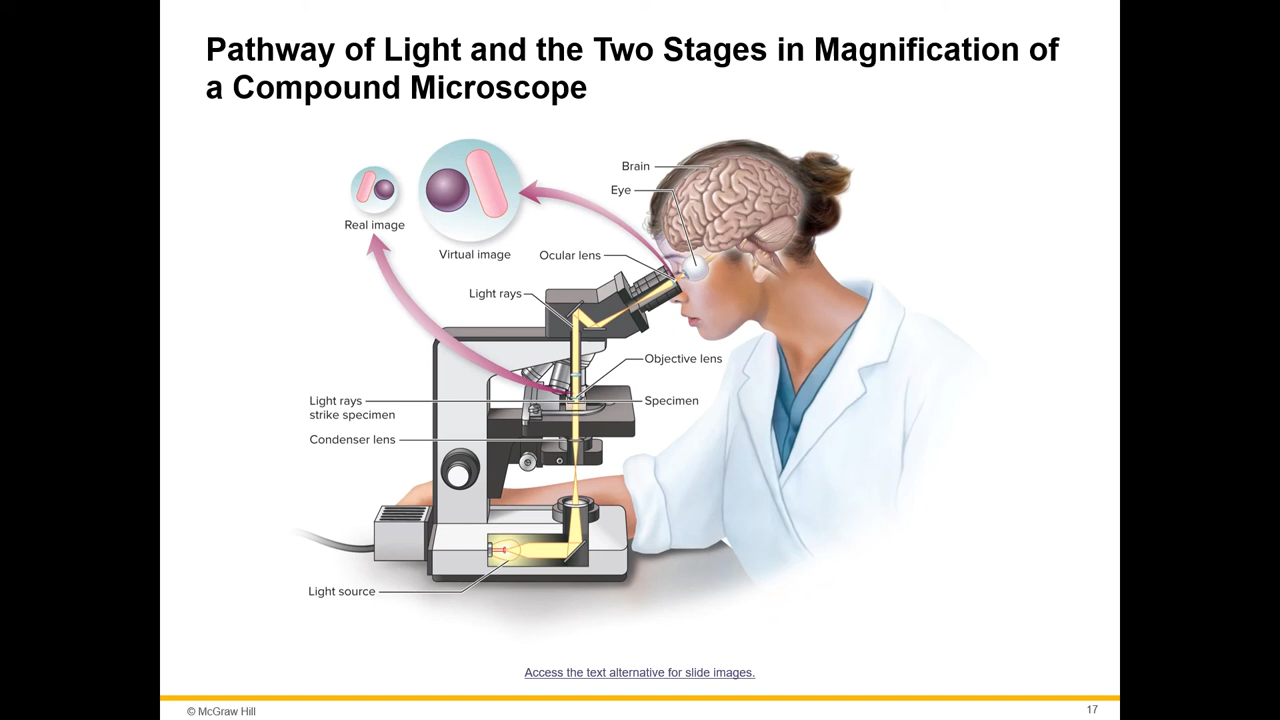 Pathway of Light and the Two Stages in Magnification of
a Compound Microscope
Brain
Eye
Real image
Virtual image
Ocular lens
Light rays
Objective lens
Light rays
strike specimen
Specimen
Condenser lens
Light source
Access the text alternative for slide images.
© McGraw Hill
17